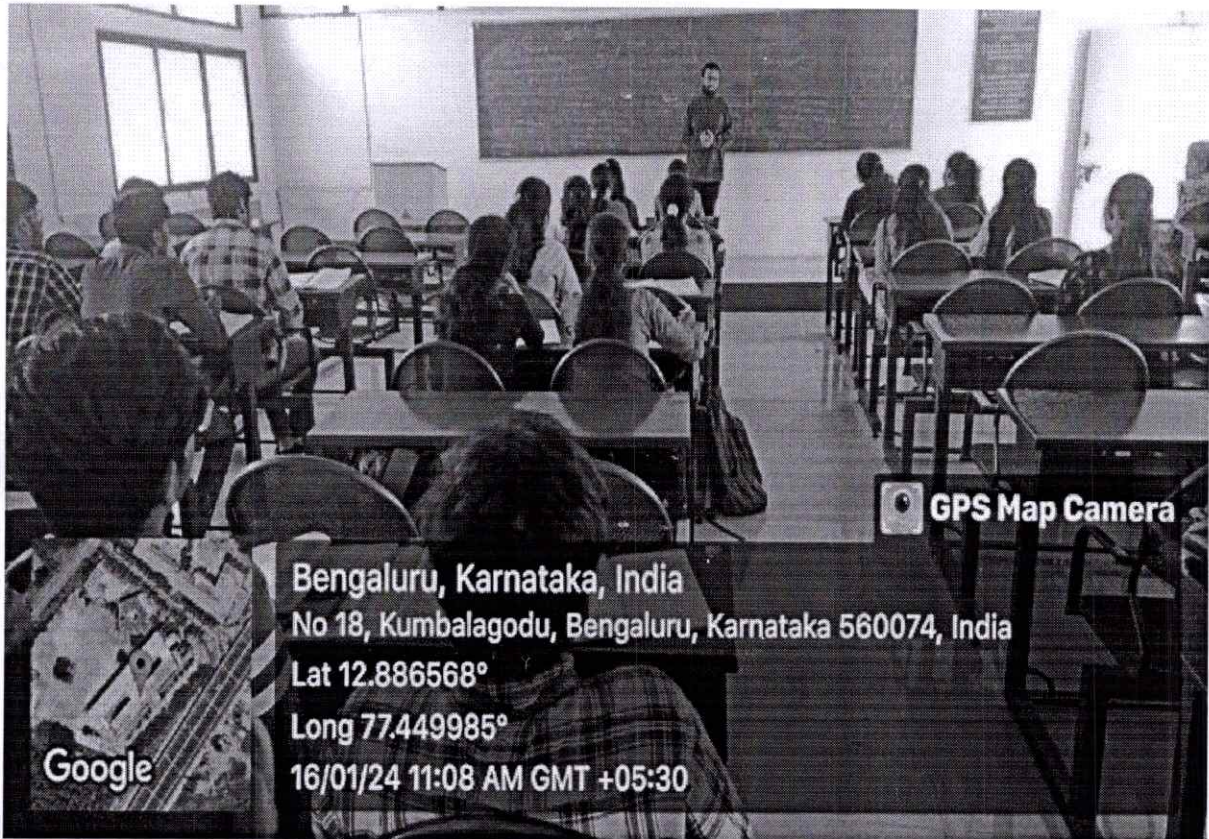 GPS Map Camera
Bengaluru, Karnataka, India
No 18, Kumbalagodu, Bengaluru, Karnataka 560074, India
Lat 12.886568°
Long 77.449985°
16/01/24 11:08 AM GMT +05:30
Google